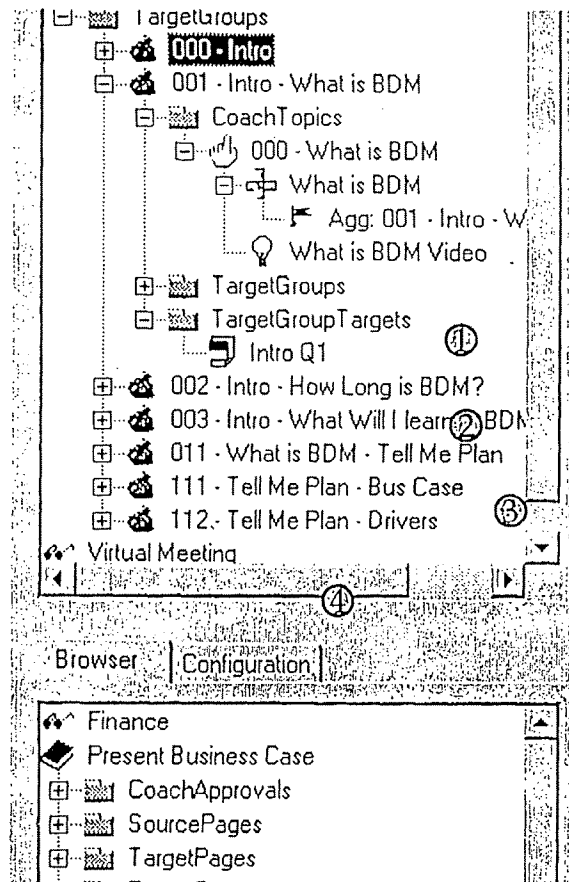 TargetGroups
000 - Intro
001 - Intro - What is BDM
CoachTopics
000 - What is BDM
What is BDM
Agg: 001 - Intro - W
What is BDM Video
TargetGroups
TargetGroupTargets
①
Intro Q1
002 - Intro - How Long is BDM?
003 - Intro - What Will I learn ② BDM
011 - What is BDM - Tell Me Plan
111 - Tell Me Plan - Bus Case
③
112 - Tell Me Plan - Drivers
Virtual Meeting
④
Browser Configuration
Finance
Present Business Case
CoachApprovals
SourcePages
TargetPages